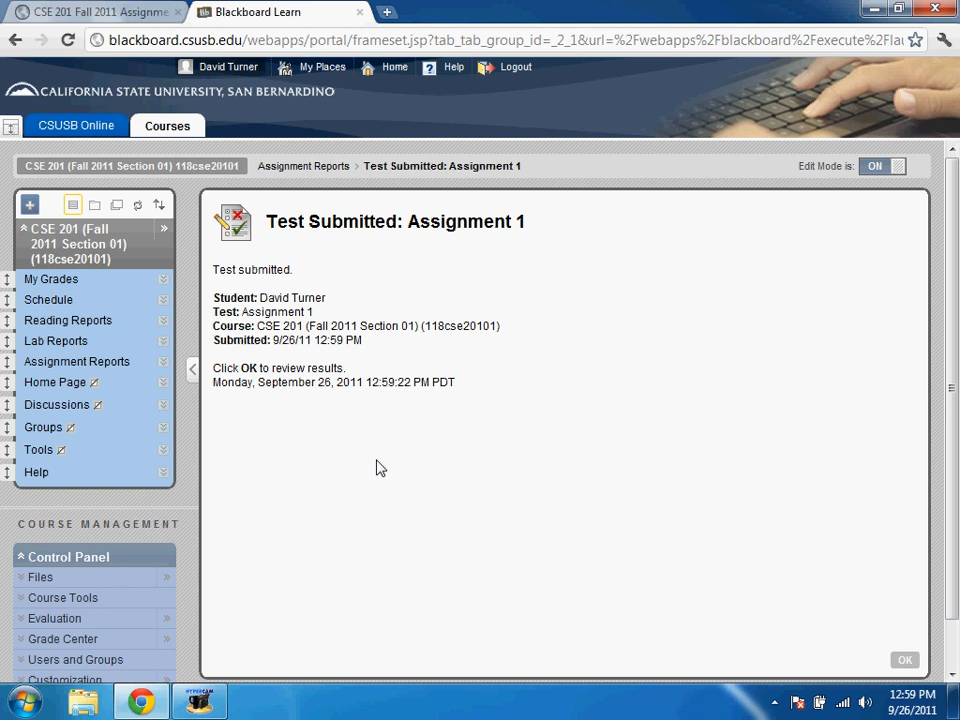 CSE 201 Fall 2011 Assignme
Blackboard Learn
blackboard.csusb.edu/webapps/portal/frameset.jsp?tab_tab_group_id=_2_1&url=%2Fwebapps%2Fblackboard%2Fexecute%2Flau
David Turner My Places Home Help Logout
CALIFORNIA STATE UNIVERSITY, SAN BERNARDINO
CSUSB Online Courses
CSE 201 (Fall 2011 Section 01) 118cse20101 Assignment Reports > Test Submitted: Assignment 1 Edit Mode is: ON
CSE 201 (Fall
2011 Section 01)
(118cse20101)
My Grades
Schedule
Reading Reports
Lab Reports
Assignment Reports
Home Page
Discussions
Groups
Tools
Help
COURSE MANAGEMENT
Control Panel
Files
Course Tools
Evaluation
Grade Center
Users and Groups
Customization
Test Submitted: Assignment 1
Test submitted.
Student: David Turner
Test: Assignment 1
Course: CSE 201 (Fall 2011 Section 01) (118cse20101)
Submitted: 9/26/11 12:59 PM
Click OK to review results.
Monday, September 26, 2011 12:59:22 PM PDT
OK
HYPERCAM
12:59 PM
9/26/2011